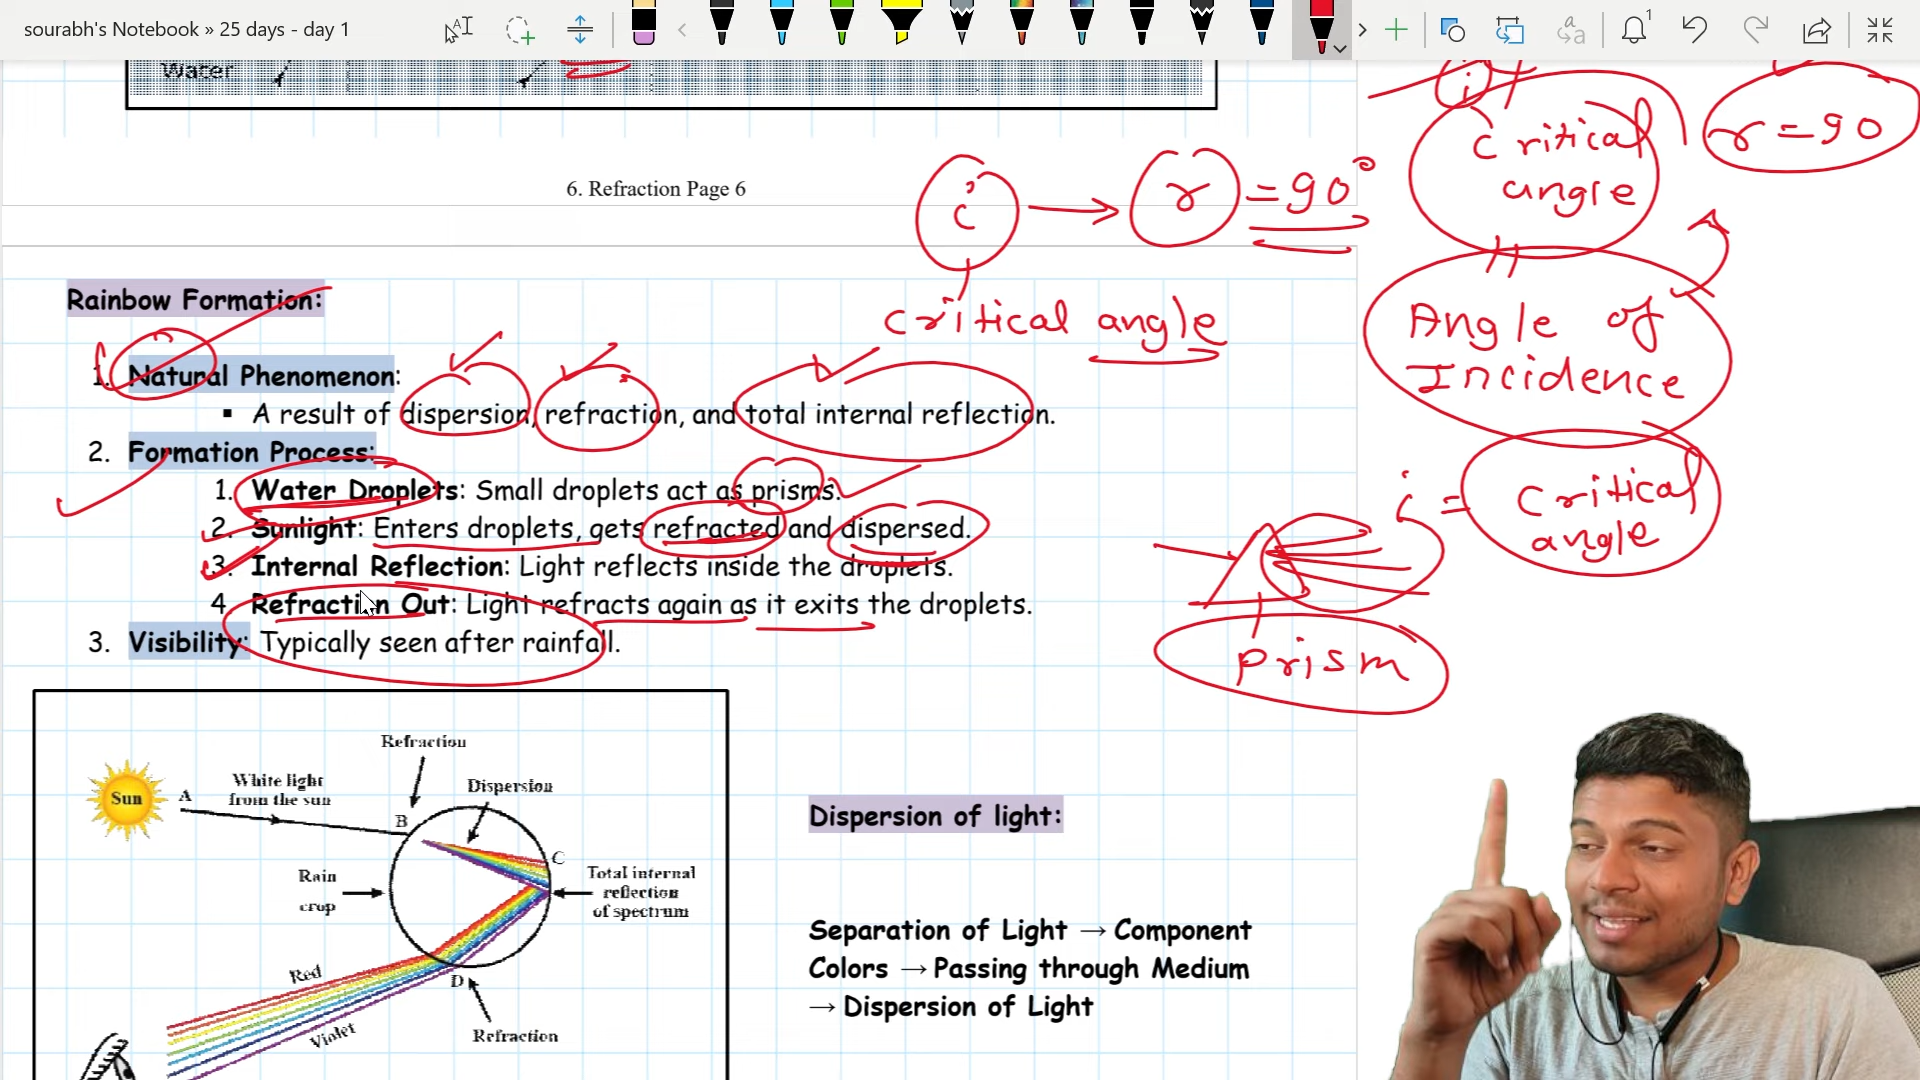 sourabh's Notebook » 25 days - day 1
1
Water
6. Refraction Page 6
i
r = 90
Critical
angle
i
c
r = 90°
critical angle
Angle of
Incidence
i = Critical
angle
Prism
Rainbow Formation:
1. Natural Phenomenon:
▪ A result of dispersion, refraction, and total internal reflection.
2. Formation Process:
1. Water Droplets: Small droplets act as prisms.
2. Sunlight: Enters droplets, gets refracted and dispersed.
3. Internal Reflection: Light reflects inside the droplets.
4. Refraction Out: Light refracts again as it exits the droplets.
3. Visibility: Typically seen after rainfall.
Refraction
Sun
A
White light
from the sun
Dispersion
B
C
Rain
Total internal
reflection
of spectrum
Red
D
Violet
Refraction
Dispersion of light:
Separation of Light → Component
Colors → Passing through Medium
→ Dispersion of Light